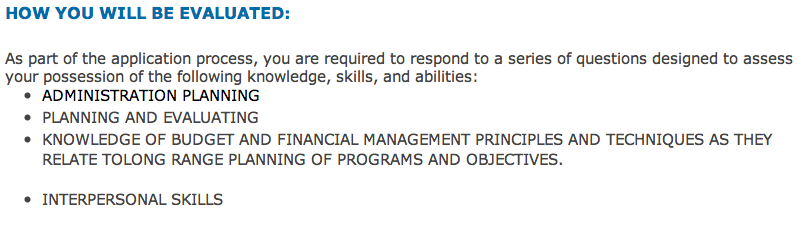 HOW YOU WILL BE EVALUATED:
As part of the application process, you are required to respond to a series of questions designed to assess
your possession of the following knowledge, skills, and abilities:
• ADMINISTRATION PLANNING
• PLANNING AND EVALUATING
• KNOWLEDGE OF BUDGET AND FINANCIAL MANAGEMENT PRINCIPLES AND TECHNIQUES AS THEY
RELATE TOLONG RANGE PLANNING OF PROGRAMS AND OBJECTIVES.
• INTERPERSONAL SKILLS